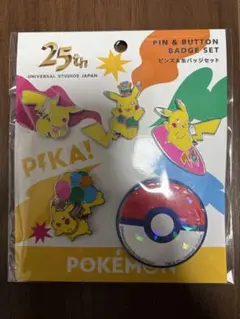 25th
UNIVERSAL STUDIOS JAPAN
PIN & BUTTON
BADGE SET
ピンズ&缶バッジセット
PIKA!
POKÉMON